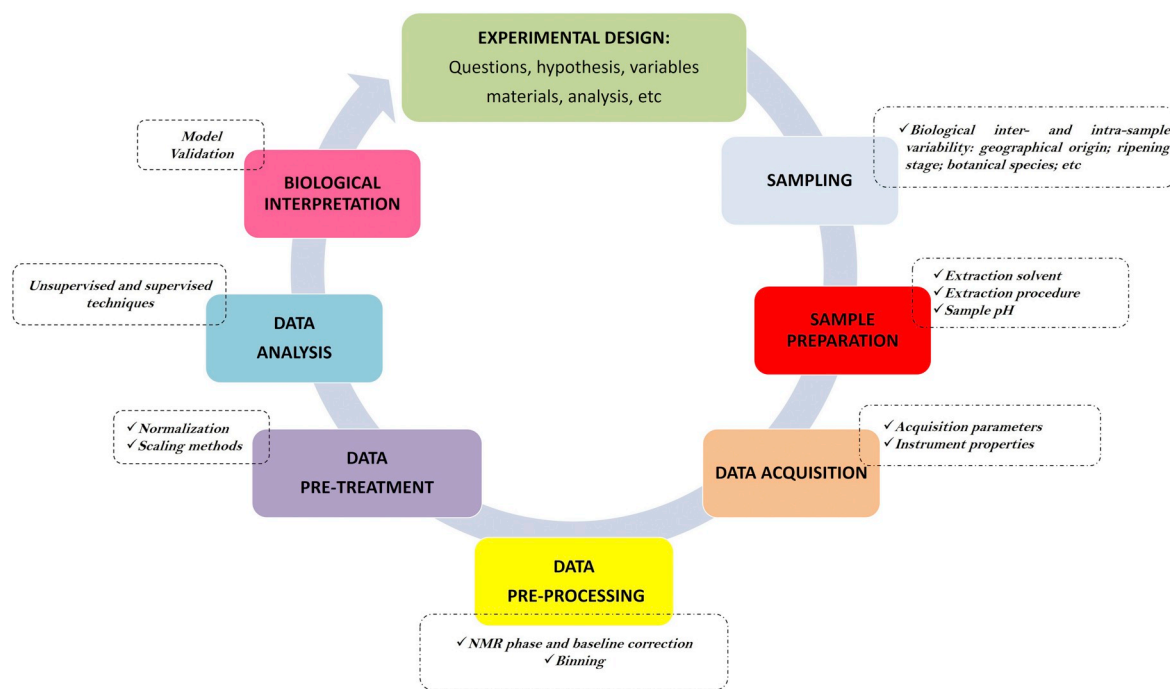 EXPERIMENTAL DESIGN:
Questions, hypothesis, variables
materials, analysis, etc
✓Biological inter- and intra-sample
variability: geographical origin; ripening
stage; botanical species; etc
SAMPLING
✓Extraction solvent
✓Extraction procedure
✓Sample pH
SAMPLE
PREPARATION
✓Acquisition parameters
✓Instrument properties
DATA ACQUISITION
DATA
PRE-PROCESSING
✓NMR phase and baseline correction
✓Binning
✓Normalization
✓Scaling methods
DATA
PRE-TREATMENT
Unsupervised and supervised
techniques
DATA
ANALYSIS
Model
Validation
BIOLOGICAL
INTERPRETATION